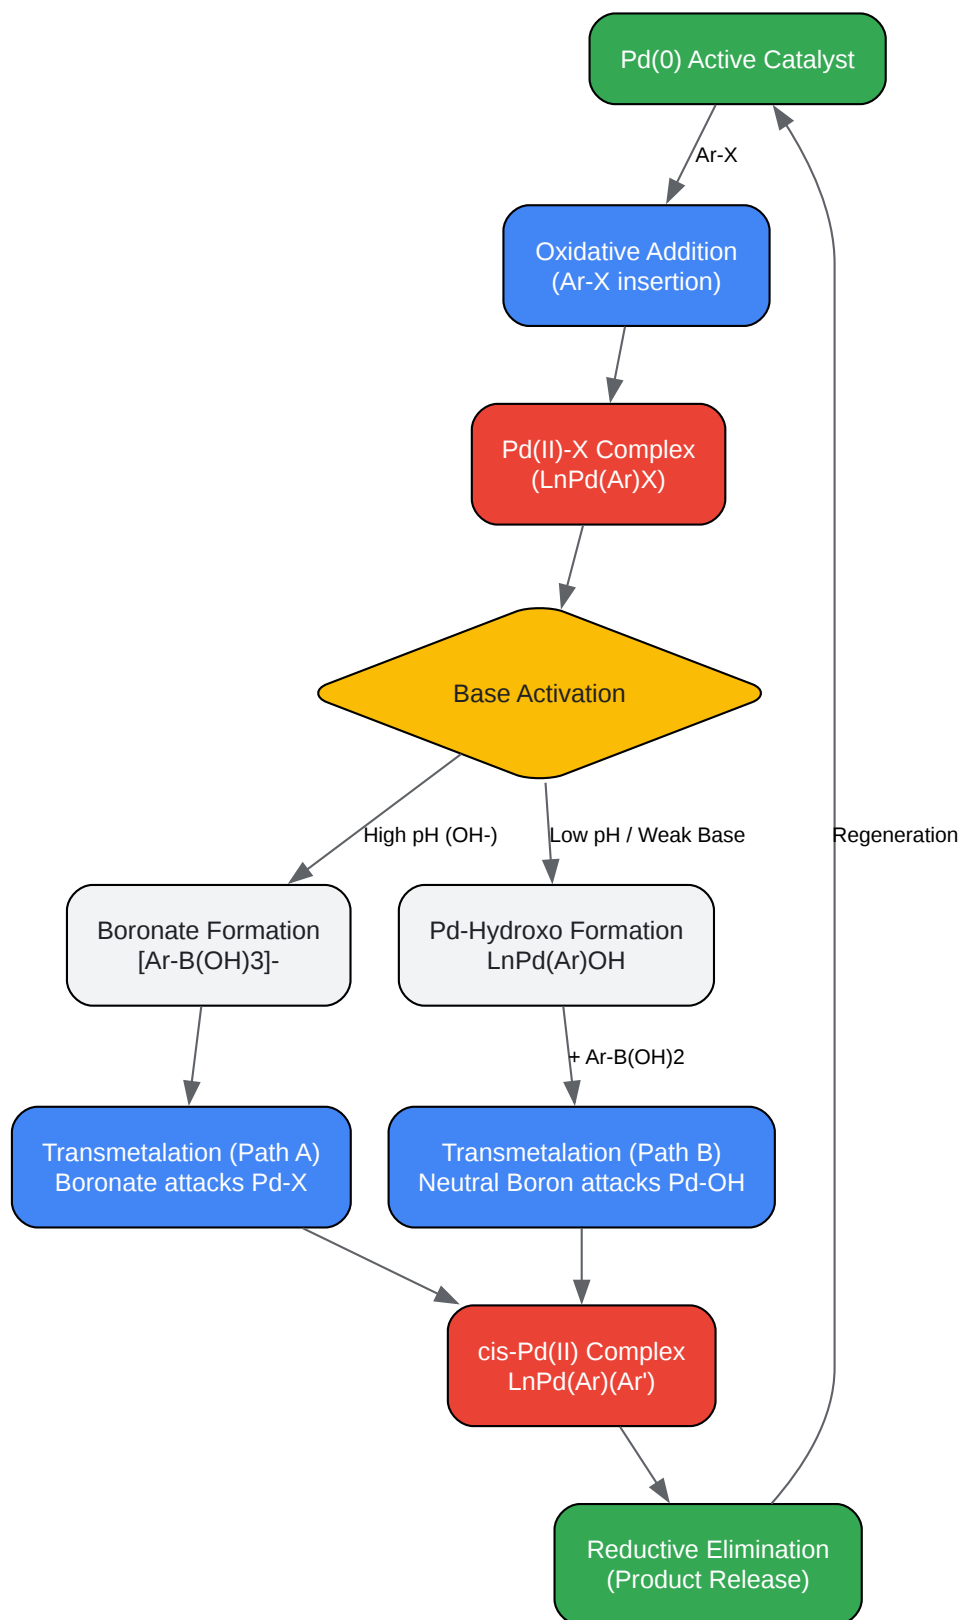 Pd(0) Active Catalyst
Ar-X
Oxidative Addition
(Ar-X insertion)
Pd(II)-X Complex
(LnPd(Ar)X)
Base Activation
High pH (OH-)
Low pH / Weak Base
Regeneration
Boronate Formation
[Ar-B(OH)3]-
Pd-Hydroxo Formation
LnPd(Ar)OH
+ Ar-B(OH)2
Transmetalation (Path A)
Boronate attacks Pd-X
Transmetalation (Path B)
Neutral Boron attacks Pd-OH
cis-Pd(II) Complex
LnPd(Ar)(Ar')
Reductive Elimination
(Product Release)